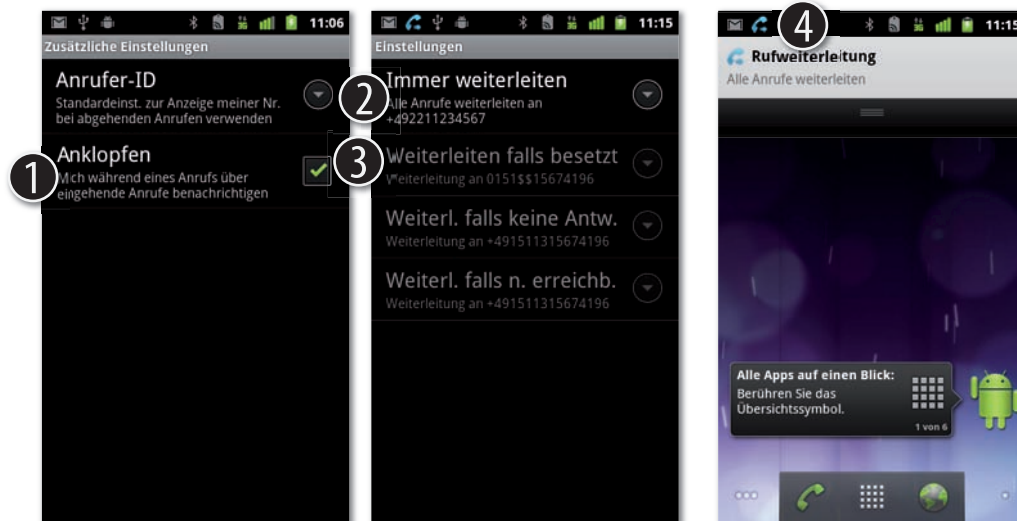 11:06
Zusätzliche Einstellungen
Anrufer-ID
Standardeinst. zur Anzeige meiner Nr.
bei abgehenden Anrufen verwenden
1
Anklopfen
Mich während eines Anrufs über
eingehende Anrufe benachrichtigen
11:15
Einstellungen
2
Immer weiterleiten
Alle Anrufe weiterleiten an
+492211234567
3
Weiterleiten falls besetzt
Weiterleitung an 0151$$15674196
Weiterl. falls keine Antw.
Weiterleitung an +491511315674196
Weiterl. falls n. erreichb.
Weiterleitung an +491511315674196
4
11:15
Rufweiterleitung
Alle Anrufe weiterleiten
Alle Apps auf einen Blick:
Berühren Sie das
Übersichtssymbol.
1 von 6